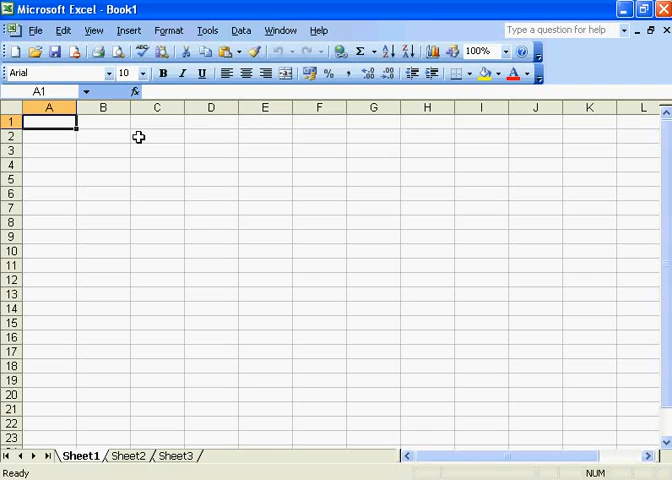 Microsoft Excel - Book1
File Edit View Insert Format Tools Data Window Help Type a question for help
Σ 100%
Arial 10 B I U $ % ,
A1 fx
A B C D E F G H I J K L
1
2
3
4
5
6
7
8
9
10
11
12
13
14
15
16
17
18
19
20
21
22
23
Sheet1 Sheet2 Sheet3
Ready NUM